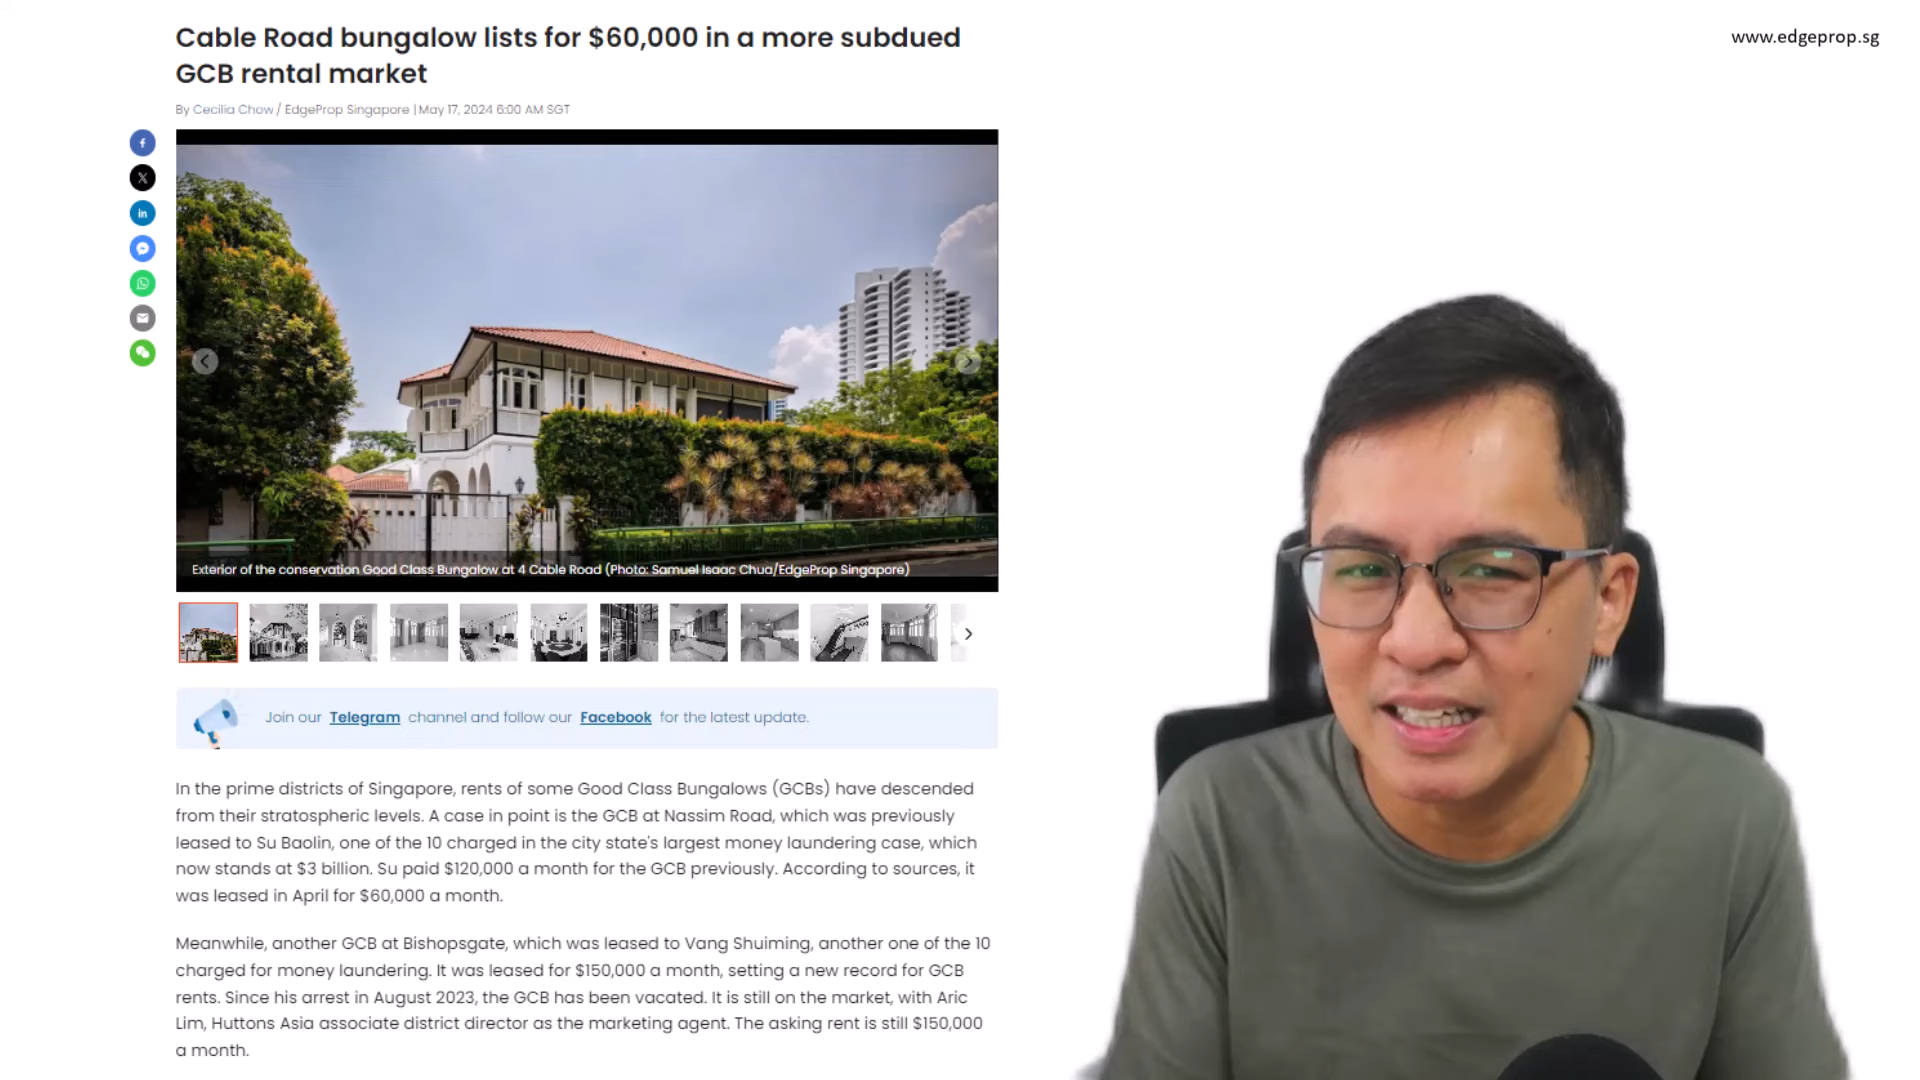 Cable Road bungalow lists for $60,000 in a more subdued
GCB rental market
www.edgeprop.sg
By Cecilia Chow / EdgeProp Singapore | May 17, 2024 6:00 AM SGT
Exterior of the conservation Good Class Bungalow at 4 Cable Road (Photo: Samuel Isaac Chua/EdgeProp Singapore)
Join our Telegram channel and follow our Facebook for the latest update.
In the prime districts of Singapore, rents of some Good Class Bungalows (GCBs) have descended
from their stratospheric levels. A case in point is the GCB at Nassim Road, which was previously
leased to Su Baolin, one of the 10 charged in the city state's largest money laundering case, which
now stands at $3 billion. Su paid $120,000 a month for the GCB previously. According to sources, it
was leased in April for $60,000 a month.
Meanwhile, another GCB at Bishopsgate, which was leased to Vang Shuiming, another one of the 10
charged for money laundering. It was leased for $150,000 a month, setting a new record for GCB
rents. Since his arrest in August 2023, the GCB has been vacated. It is still on the market, with Aric
Lim, Huttons Asia associate district director as the marketing agent. The asking rent is still $150,000
a month.